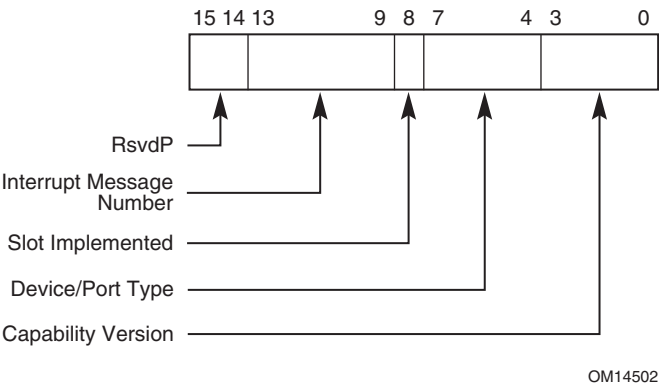 15 14 13 9 8 7 4 3 0
RsvdP
Interrupt Message
Number
Slot Implemented
Device/Port Type
Capability Version
OM14502